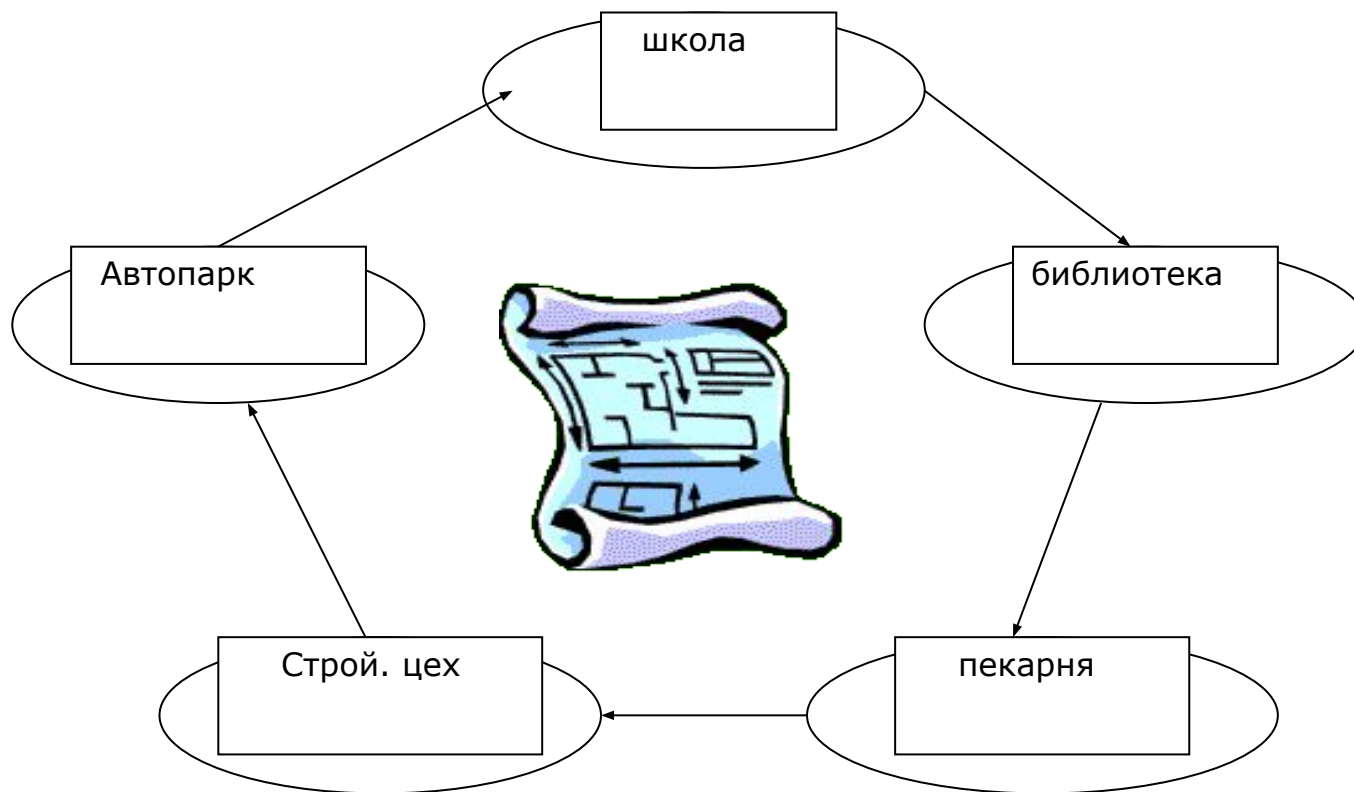 школа
Автопарк
библиотека
Строй. цех
пекарня